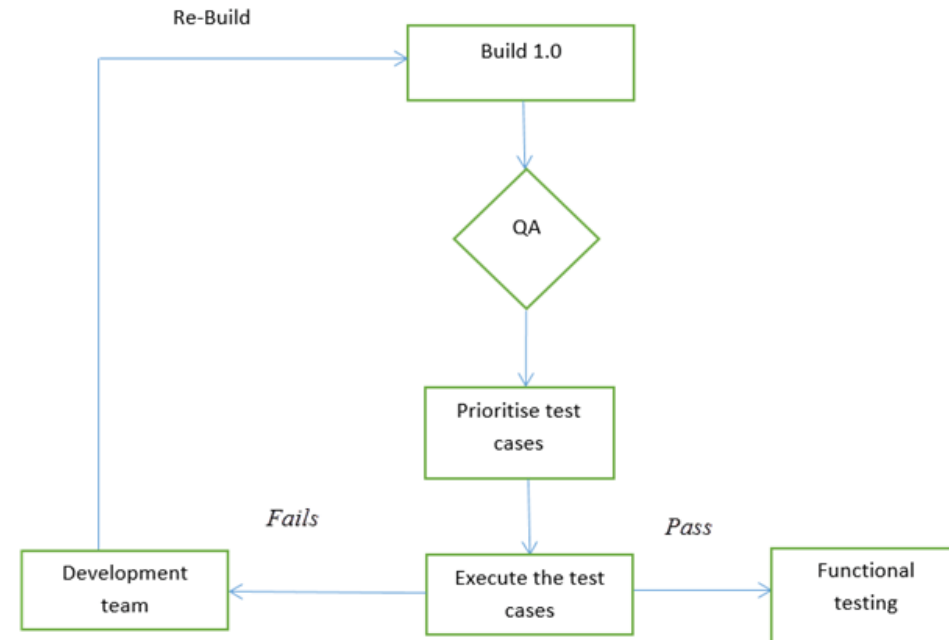 Re-Build
Build 1.0
QA
Prioritise test
cases
Fails
Pass
Development
team
Execute the test
cases
Functional
testing